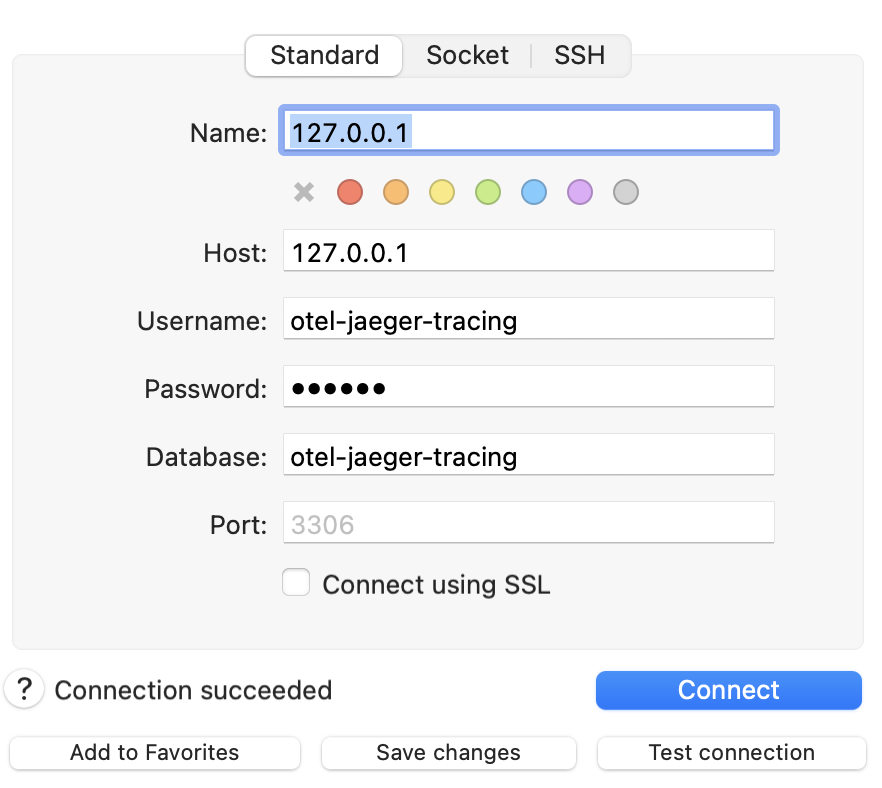 Standard Socket SSH
Name: 127.0.0.1
Host: 127.0.0.1
Username: otel-jaeger-tracing
Password: ••••••
Database: otel-jaeger-tracing
Port: 3306
Connect using SSL
? Connection succeeded Connect
Add to Favorites Save changes Test connection